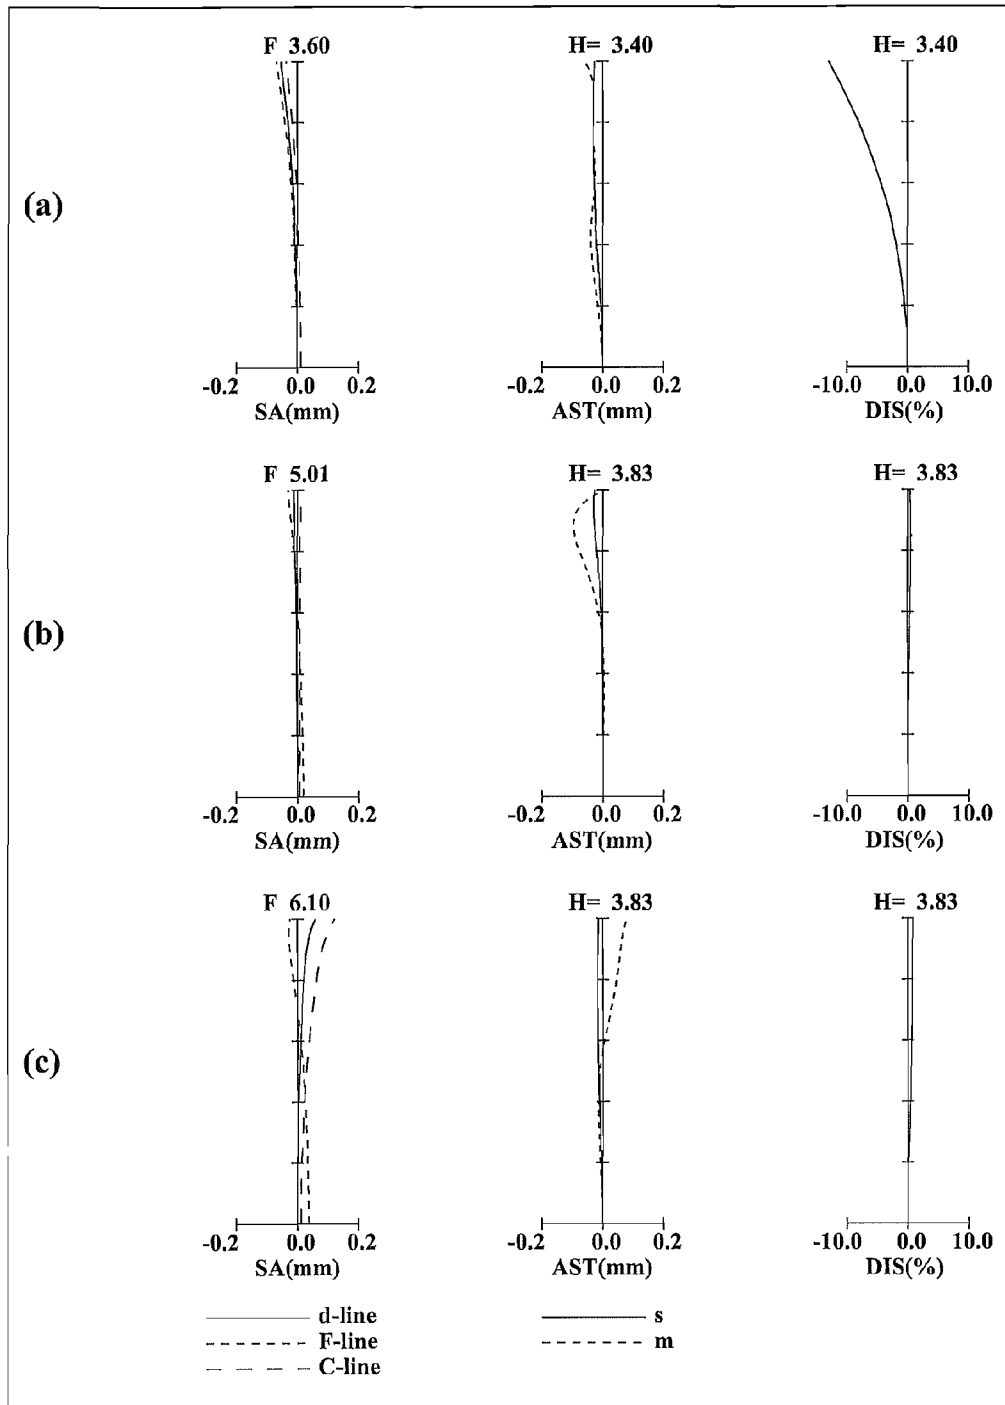 F 3.60 H= 3.40 H= 3.40
(a)
-0.2 0.0 0.2 -0.2 0.0 0.2 -10.0 0.0 10.0
SA(mm) AST(mm) DIS(%)
F 5.01 H= 3.83 H= 3.83
(b)
-0.2 0.0 0.2 -0.2 0.0 0.2 -10.0 0.0 10.0
SA(mm) AST(mm) DIS(%)
F 6.10 H= 3.83 H= 3.83
(c)
-0.2 0.0 0.2 -0.2 0.0 0.2 -10.0 0.0 10.0
SA(mm) AST(mm) DIS(%)
d-line s
F-line m
C-line